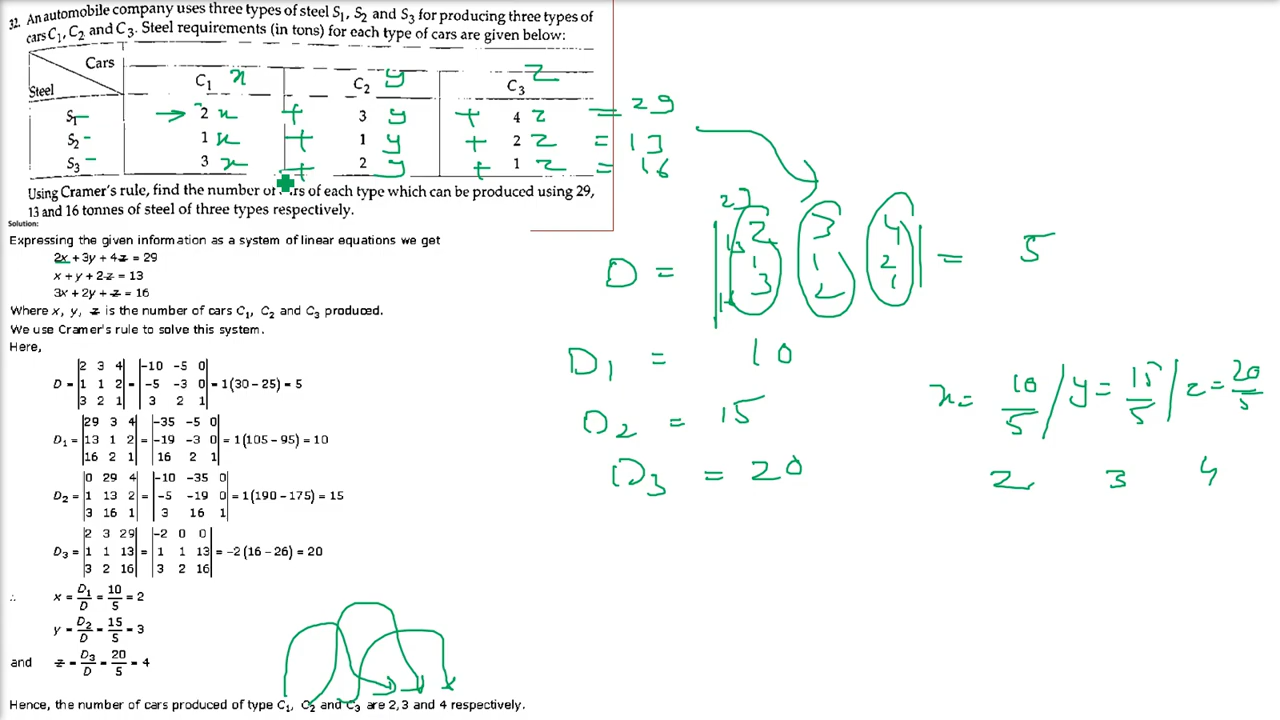 32. An automobile company uses three types of steel S₁, S₂ and S₃ for producing three types of
cars C₁, C₂ and C₃. Steel requirements (in tons) for each type of cars are given below:
Cars
Steel
C₁ x C₂ y C₃ z
S₁ → 2 x + 3 y + 4 z = 29
S₂ 1 x + 1 y + 2 z = 13
S₃ 3 x + 2 y + 1 z = 16
Using Cramer's rule, find the number of of each type which can be produced using 29,
13 and 16 tonnes of steel of three types respectively.
Solution:
Expressing the given information as a system of linear equations we get
2x + 3y + 4z = 29
x + y + 2z = 13
3x + 2y + z = 16
Where x, y, z is the number of cars C₁, C₂ and C₃ produced.
We use Cramer's rule to solve this system.
Here,
D = |2 3 4; 1 1 2; 3 2 1| = |-10 -5 0; -5 -3 0; 3 2 1| = 1(30 - 25) = 5
D₁ = |29 3 4; 13 1 2; 16 2 1| = |-35 -5 0; -19 -3 0; 16 2 1| = 1(105 - 95) = 10
D₂ = |0 29 4; 1 13 2; 3 16 1| = |-10 -35 0; -5 -19 0; 3 16 1| = 1(190 - 175) = 15
D₃ = |2 3 29; 1 1 13; 3 2 16| = |-2 0 0; 1 1 13; 3 2 16| = -2(16 - 26) = 20
∴ x = D₁/D = 10/5 = 2
y = D₂/D = 15/5 = 3
and z = D₃/D = 20/5 = 4
Hence, the number of cars produced of type C₁, C₂ and C₃ are 2, 3 and 4 respectively.
D = |2 3 4; 1 1 2; 3 2 1| = 5
D₁ = 10
D₂ = 15
D₃ = 20
x = 10/5 / y = 15/5 / z = 20/5
2 3 4